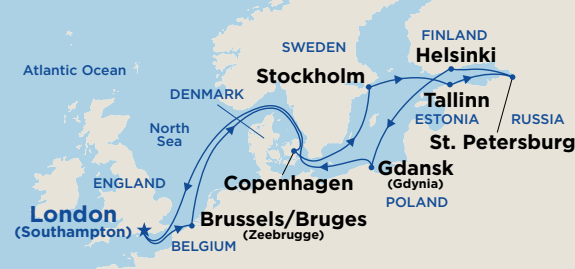 FINLAND
SWEDEN
Helsinki
Atlantic Ocean
Stockholm
DENMARK
Tallinn
ESTONIA
RUSSIA
North
Sea
St. Petersburg
Gdansk
(Gdynia)
ENGLAND
Copenhagen
POLAND
London
(Southampton)
Brussels/Bruges
(Zeebrugge)
BELGIUM